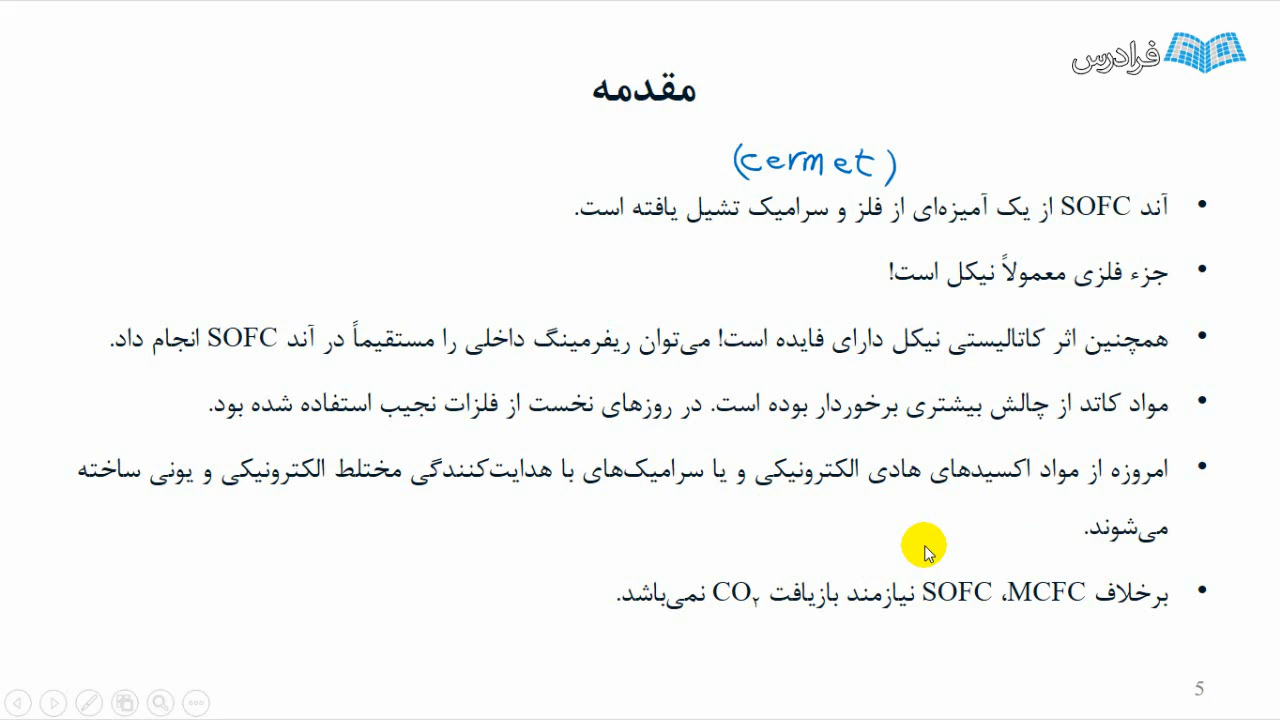 فرادرس
مقدمه
(cermet)
• آند SOFC از یک آمیزه‌ای از فلز و سرامیک تشیل یافته است.
• جزء فلزی معمولاً نیکل است!
• همچنین اثر کاتالیستی نیکل دارای فایده است! می‌توان ریفرمینگ داخلی را مستقیماً در آند SOFC انجام داد.
• مواد کاتد از چالش بیشتری برخوردار بوده است. در روزهای نخست از فلزات نجیب استفاده شده بود.
• امروزه از مواد اکسیدهای هادی الکترونیکی و یا سرامیک‌های با هدایت‌کنندگی مختلط الکترونیکی و یونی ساخته
می‌شوند.
• برخلاف MCFC، SOFC نیازمند بازیافت CO₂ نمی‌باشد.
5